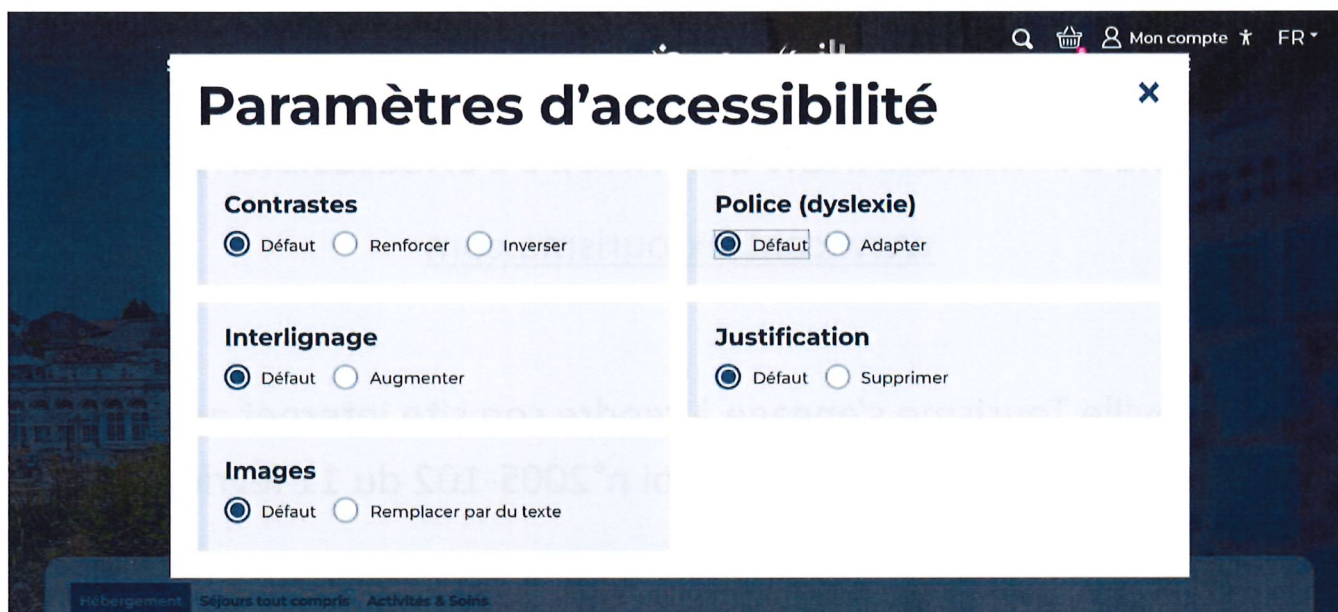 Mon compte FR
Paramètres d'accessibilité
Contrastes
Défaut Renforcer Inverser
Police (dyslexie)
Défaut Adapter
Interlignage
Défaut Augmenter
Justification
Défaut Supprimer
Images
Défaut Remplacer par du texte
Hébergement Séjours tout compris Activités & Soins